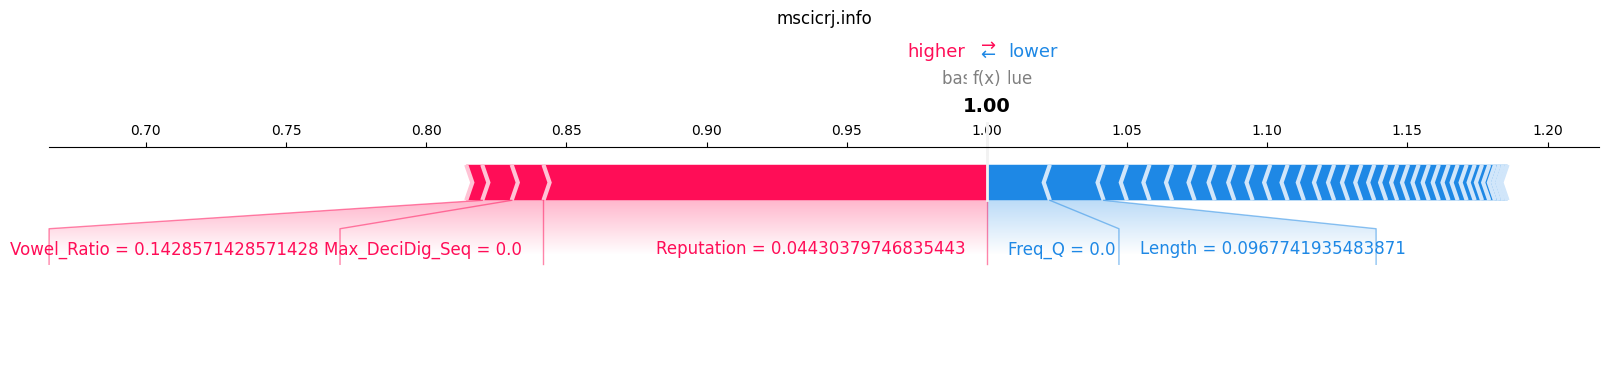 mscicrj.info
higher → ← lower
f(x)
1.00
0.70 0.75 0.80 0.85 0.90 0.95 1.00 1.05 1.10 1.15 1.20
Vowel_Ratio = 0.1428571428571428 Max_DeciDig_Seq = 0.0 Reputation = 0.04430379746835443 Freq_Q = 0.0 Length = 0.0967741935483871